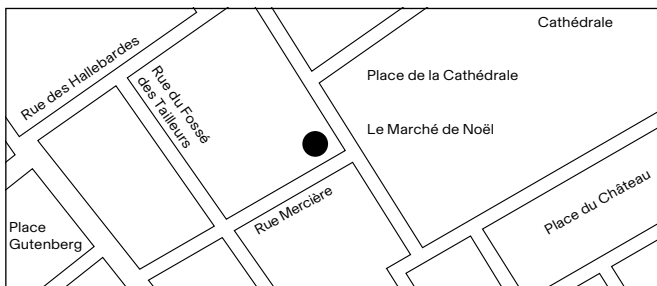 Cathédrale
Rue des Hallebardes
Place de la Cathédrale
Rue du Fossé
des Tailleurs
Le Marché de Noël
Rue Mercière
Place du Château
Place
Gutenberg